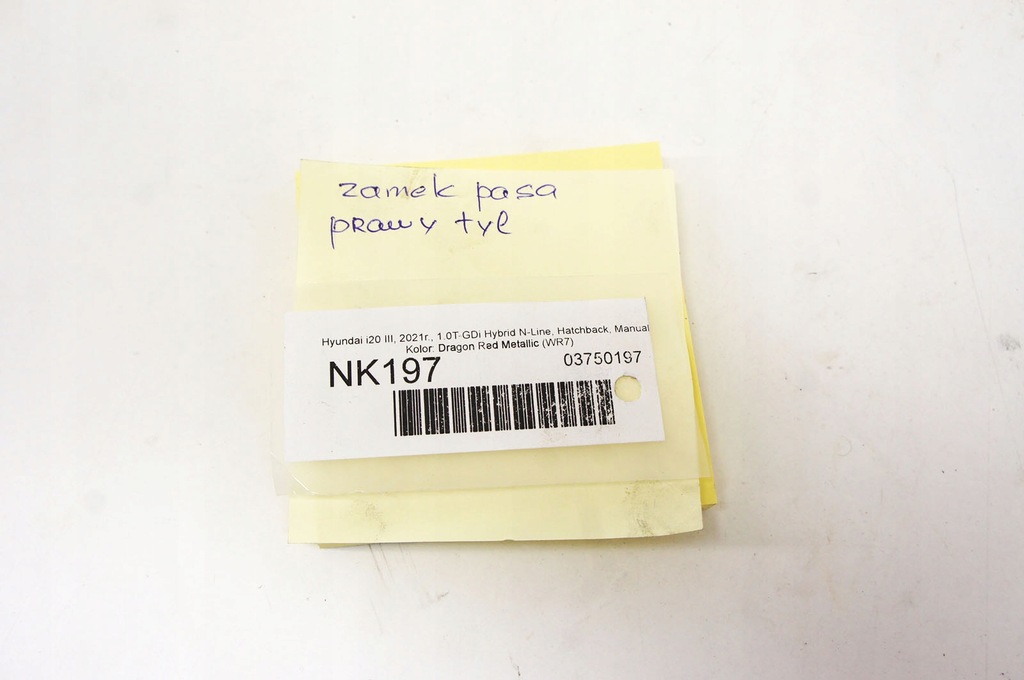 zamek pasa
prawy tył
Hyundai i20 III, 2021r., 1.0T-GDi Hybrid N-Line, Hatchback, Manual
Kolor: Dragon Red Metallic (WR7)
NK197
03750197